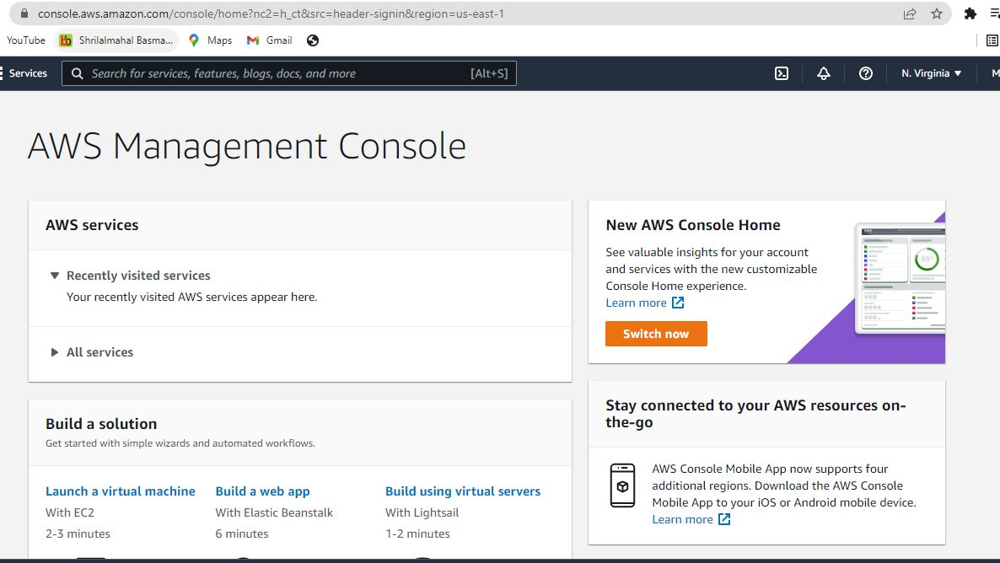 console.aws.amazon.com/console/home?nc2=h_ct&src=header-signin&region=us-east-1
YouTube Shrilalmahal Basma... Maps Gmail
Services Search for services, features, blogs, docs, and more [Alt+S] N. Virginia
AWS Management Console
AWS services
Recently visited services
Your recently visited AWS services appear here.
All services
Build a solution
Get started with simple wizards and automated workflows.
Launch a virtual machine
With EC2
2-3 minutes
Build a web app
With Elastic Beanstalk
6 minutes
Build using virtual servers
With Lightsail
1-2 minutes
New AWS Console Home
See valuable insights for your account
and services with the new customizable
Console Home experience.
Learn more
Switch now
Stay connected to your AWS resources on-
the-go
AWS Console Mobile App now supports four
additional regions. Download the AWS Console
Mobile App to your iOS or Android mobile device.
Learn more